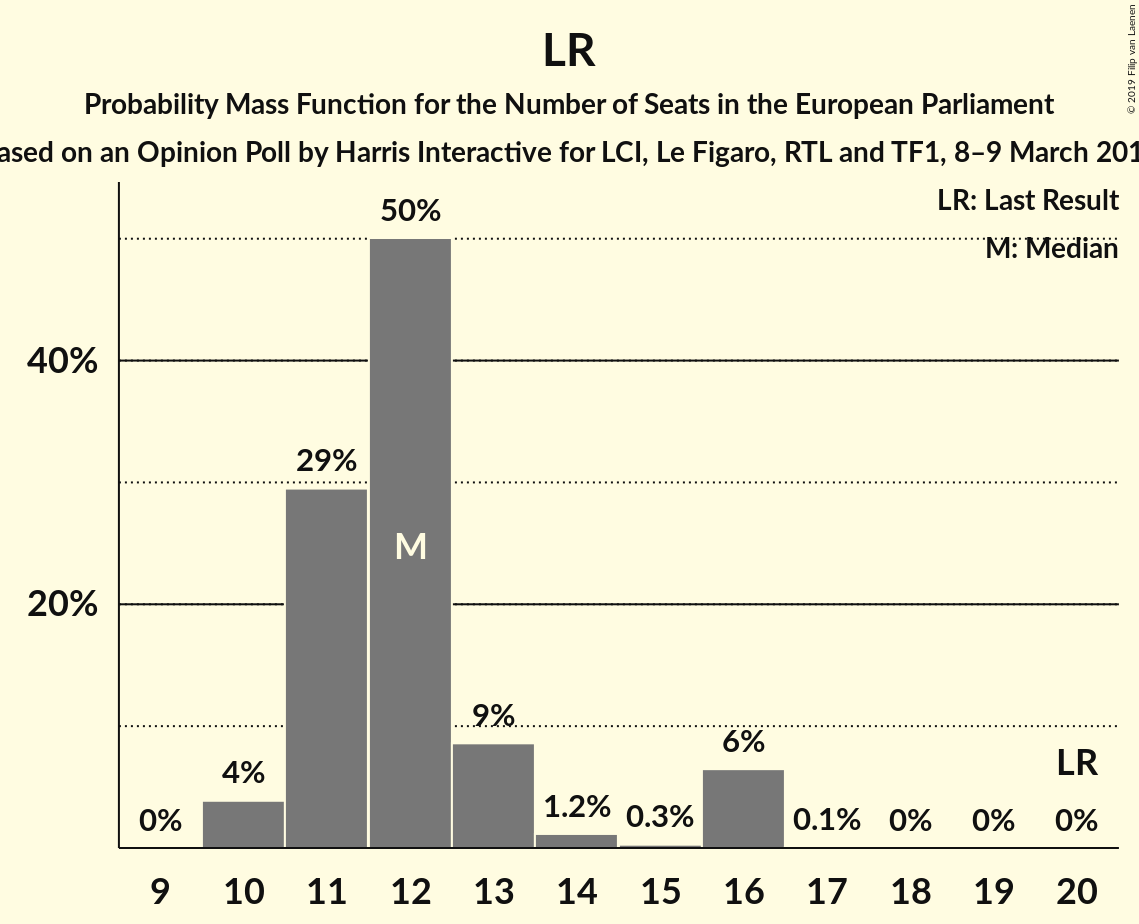 LR
Probability Mass Function for the Number of Seats in the European Parliament
ased on an Opinion Poll by Harris Interactive for LCI, Le Figaro, RTL and TF1, 8–9 March 201
© 2019 Filip van Laenen
LR: Last Result
M: Median
50%
40%
29%
M
20%
9%
6%
4%
LR
0%
1.2%
0.3%
0.1%
0%
0%
0%
9 10 11 12 13 14 15 16 17 18 19 20